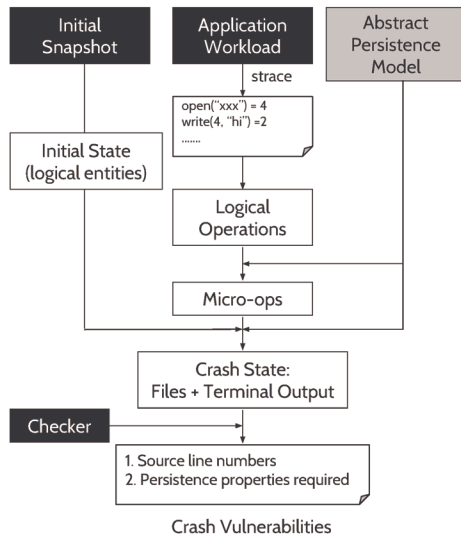 Initial
Snapshot
Application
Workload
Abstract
Persistence
Model
strace
open(“xxx”) = 4
write(4, “hi”) =2
.......
Initial State
(logical entities)
Logical
Operations
Micro-ops
Crash State:
Files + Terminal Output
Checker
1. Source line numbers
2. Persistence properties required
Crash Vulnerabilities